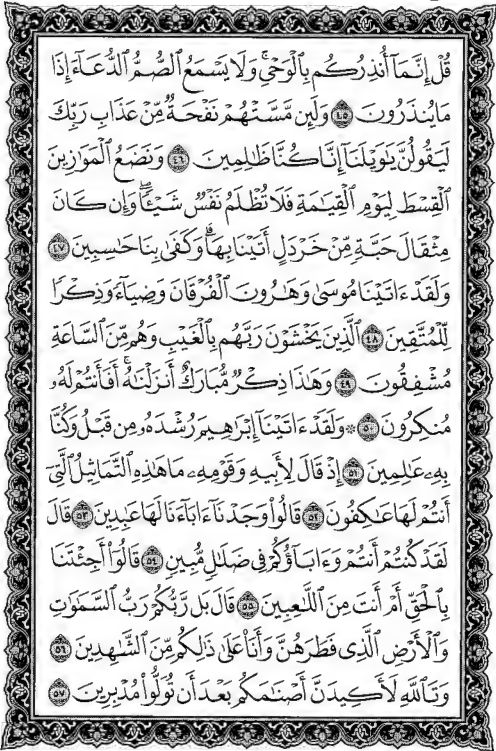 قُلْ إِنَّمَآ أُنذِرُكُم بِٱلْوَحْىِ ۚ وَلَا يَسْمَعُ ٱلصُّمُّ ٱلدُّعَآءَ إِذَا
مَا يُنذَرُونَ ٤٥ وَلَئِن مَّسَّتْهُمْ نَفْحَةٌ مِّنْ عَذَابِ رَبِّكَ
لَيَقُولُنَّ يَٰوَيْلَنَآ إِنَّا كُنَّا ظَٰلِمِينَ ٤٦ وَنَضَعُ ٱلْمَوَٰزِينَ
ٱلْقِسْطَ لِيَوْمِ ٱلْقِيَٰمَةِ فَلَا تُظْلَمُ نَفْسٌ شَيْـًٔا ۖ وَإِن كَانَ
مِثْقَالَ حَبَّةٍ مِّنْ خَرْدَلٍ أَتَيْنَا بِهَا ۗ وَكَفَىٰ بِنَا حَٰسِبِينَ ٤٧
وَلَقَدْ ءَاتَيْنَا مُوسَىٰ وَهَٰرُونَ ٱلْفُرْقَانَ وَضِيَآءً وَذِكْرًا
لِّلْمُتَّقِينَ ٤٨ ٱلَّذِينَ يَخْشَوْنَ رَبَّهُم بِٱلْغَيْبِ وَهُم مِّنَ ٱلسَّاعَةِ
مُشْفِقُونَ ٤٩ وَهَٰذَا ذِكْرٌ مُّبَارَكٌ أَنزَلْنَٰهُ ۚ أَفَأَنتُمْ لَهُۥ
مُنكِرُونَ ٥٠ ۞ وَلَقَدْ ءَاتَيْنَآ إِبْرَٰهِيمَ رُشْدَهُۥ مِن قَبْلُ وَكُنَّا
بِهِۦ عَٰلِمِينَ ٥١ إِذْ قَالَ لِأَبِيهِ وَقَوْمِهِۦ مَا هَٰذِهِ ٱلتَّمَاثِيلُ ٱلَّتِىٓ
أَنتُمْ لَهَا عَٰكِفُونَ ٥٢ قَالُوا۟ وَجَدْنَآ ءَابَآءَنَا لَهَا عَٰبِدِينَ ٥٣ قَالَ
لَقَدْ كُنتُمْ أَنتُمْ وَءَابَآؤُكُمْ فِى ضَلَٰلٍ مُّبِينٍ ٥٤ قَالُوٓا۟ أَجِئْتَنَا
بِٱلْحَقِّ أَمْ أَنتَ مِنَ ٱللَّٰعِبِينَ ٥٥ قَالَ بَل رَّبُّكُمْ رَبُّ ٱلسَّمَٰوَٰتِ
وَٱلْأَرْضِ ٱلَّذِى فَطَرَهُنَّ وَأَنَا۠ عَلَىٰ ذَٰلِكُم مِّنَ ٱلشَّٰهِدِينَ ٥٦
وَتَٱللَّهِ لَأَكِيدَنَّ أَصْنَٰمَكُم بَعْدَ أَن تُوَلُّوا۟ مُدْبِرِينَ ٥٧